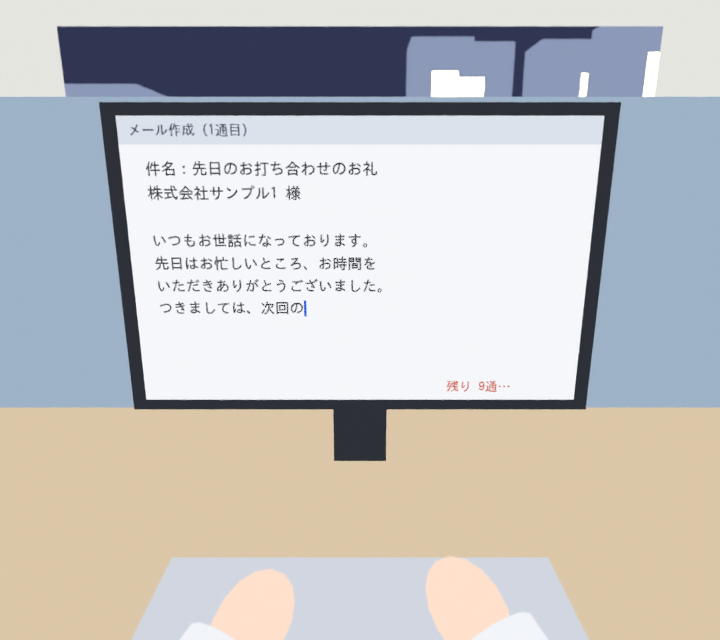 メール作成（1通目）
件名：先日のお打ち合わせのお礼
株式会社サンプル1 様
いつもお世話になっております。
先日はお忙しいところ、お時間を
いただきありがとうございました。
つきましては、次回の
残り 9通…